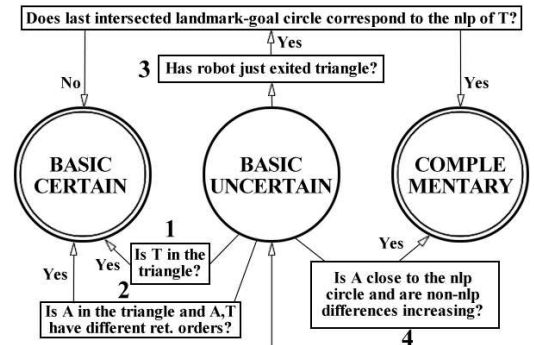 Does last intersected landmark-goal circle correspond to the nlp of T?
Yes
3
Has robot just exited triangle?
No
Yes
BASIC
CERTAIN
BASIC
UNCERTAIN
COMPLE
MENTARY
1
Is T in the
triangle?
Yes
Yes
Yes
2
Is A in the triangle and A,T
have different ret. orders?
Is A close to the nlp
circle and are non-nlp
differences increasing?
4